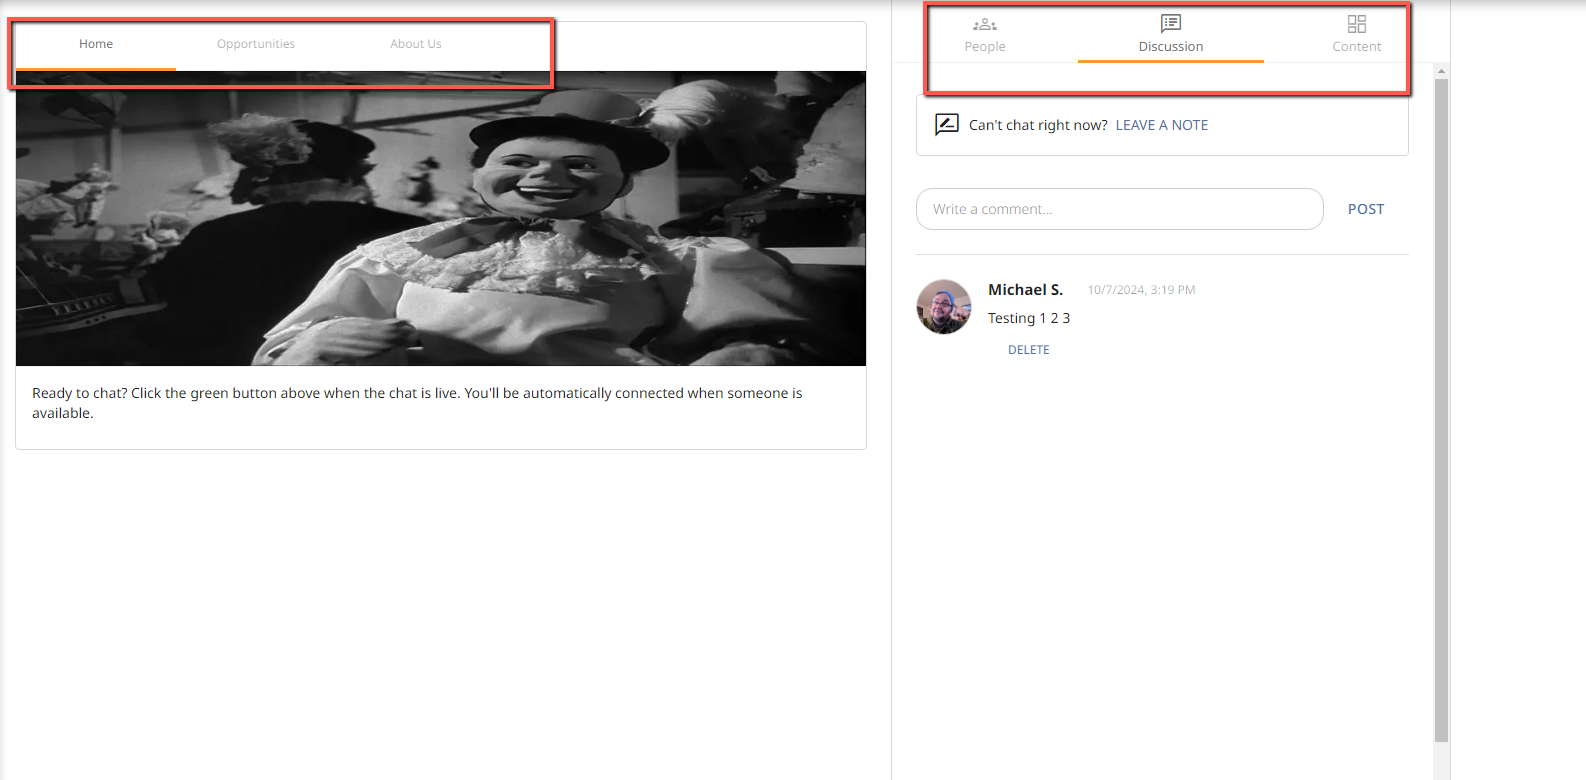 Home
Opportunities
About Us
Ready to chat? Click the green button above when the chat is live. You'll be automatically connected when someone is
available.
People
Discussion
Content
Can't chat right now? LEAVE A NOTE
Write a comment...
POST
Michael S. 10/7/2024, 3:19 PM
Testing 1 2 3
DELETE